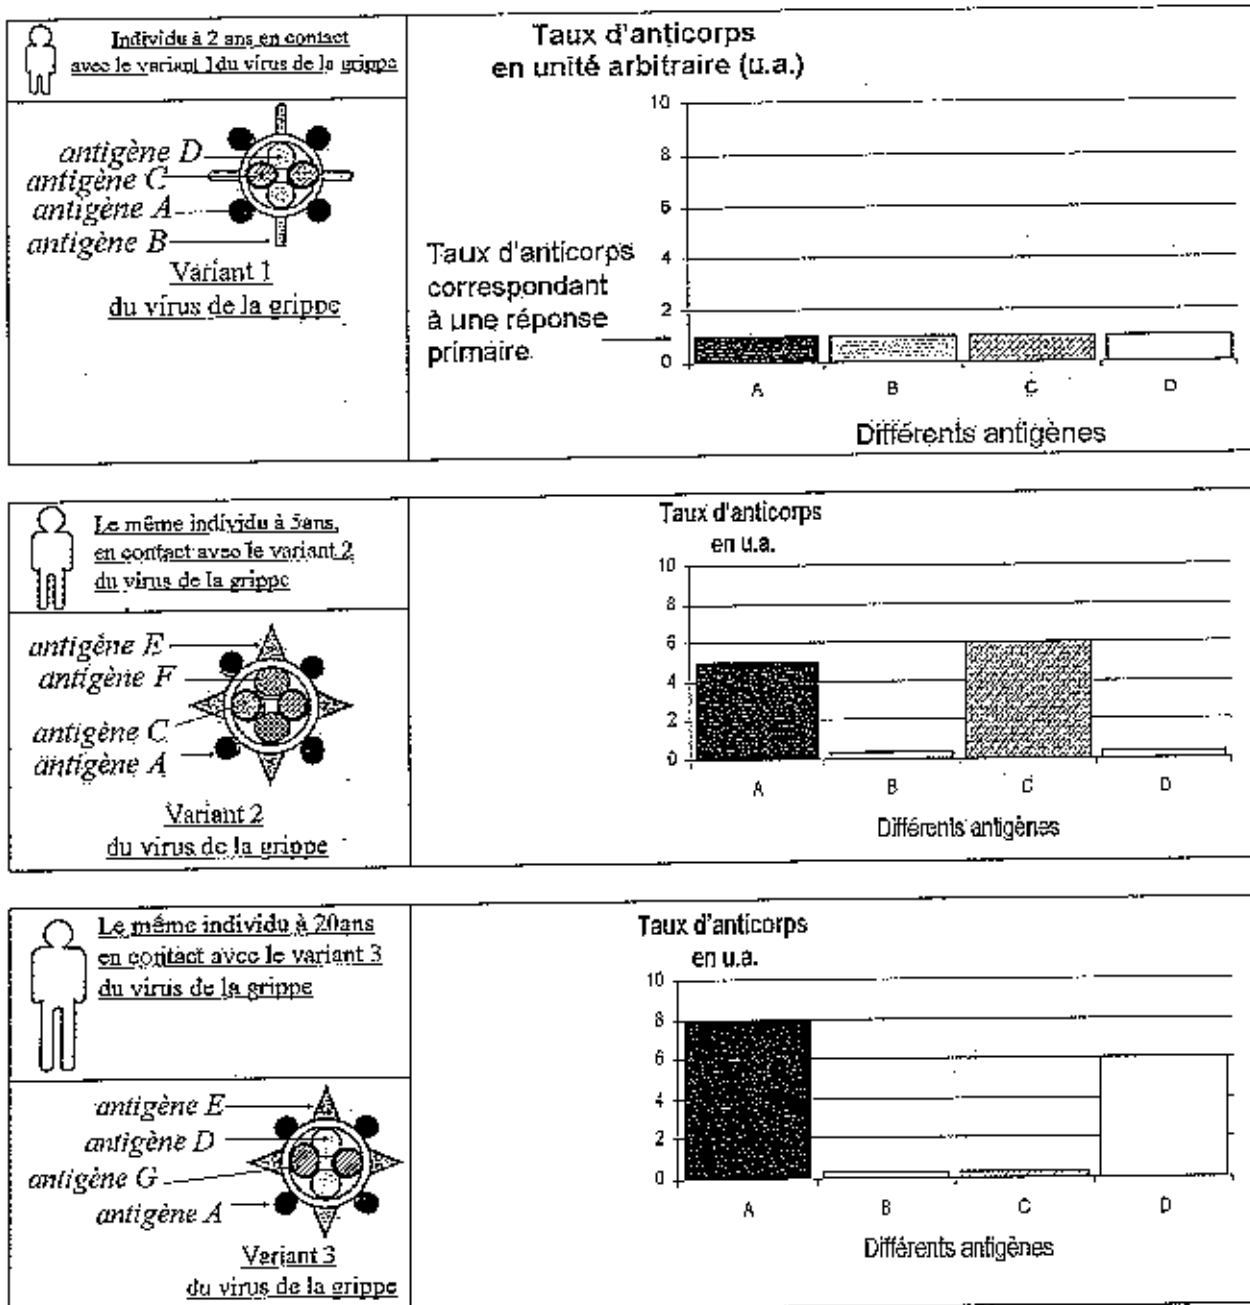 Individu à 2 ans en contact
avec le variant 1 du virus de la grippe
antigène D
antigène C
antigène A
antigène B
Variant 1
du virus de la grippe
Taux d'anticorps
en unité arbitraire (u.a.)
Taux d'anticorps
correspondant
à une réponse
primaire.
10
8
6
4
2
0
A B C D
Différents antigènes
Le même individu à 5ans,
en contact avec le variant 2
du virus de la grippe
antigène E
antigène F
antigène C
antigène A
Variant 2
du virus de la grippe
Taux d'anticorps
en u.a.
10
8
6
4
2
0
A B C D
Différents antigènes
Le même individu à 20ans
en contact avec le variant 3
du virus de la grippe
antigène E
antigène D
antigène G
antigène A
Variant 3
du virus de la grippe
Taux d'anticorps
en u.a.
10
8
6
4
2
0
A B C D
Différents antigènes